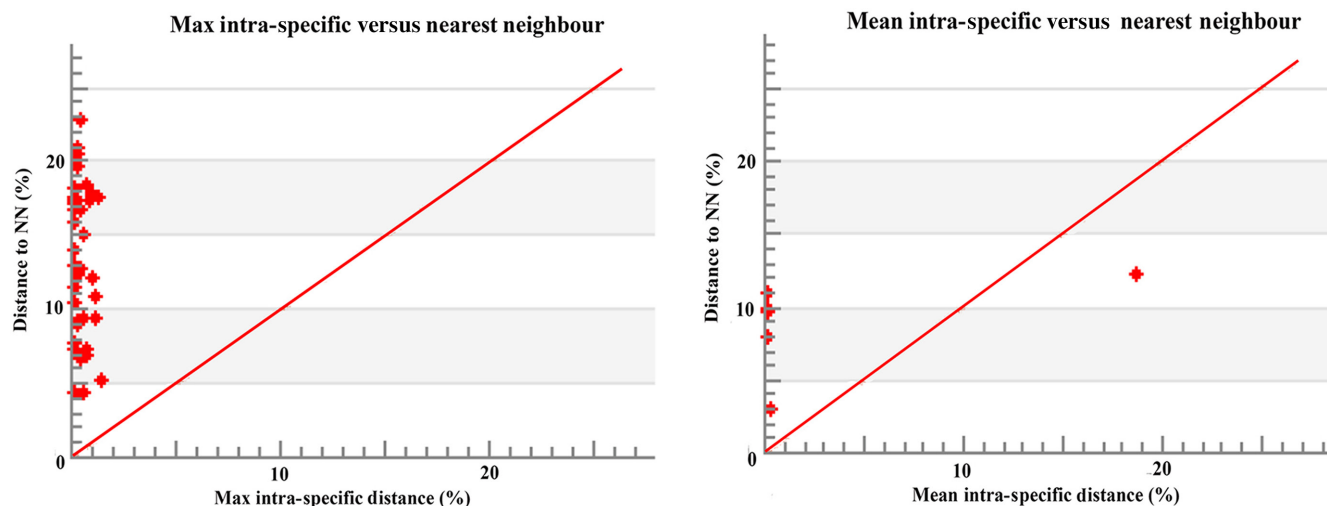 Max intra-specific versus nearest neighbour
20
10
0
10
20
Distance to NN (%)
Max intra-specific distance (%)
Mean intra-specific versus nearest neighbour
20
10
0
10
20
Distance to NN (%)
Mean intra-specific distance (%)